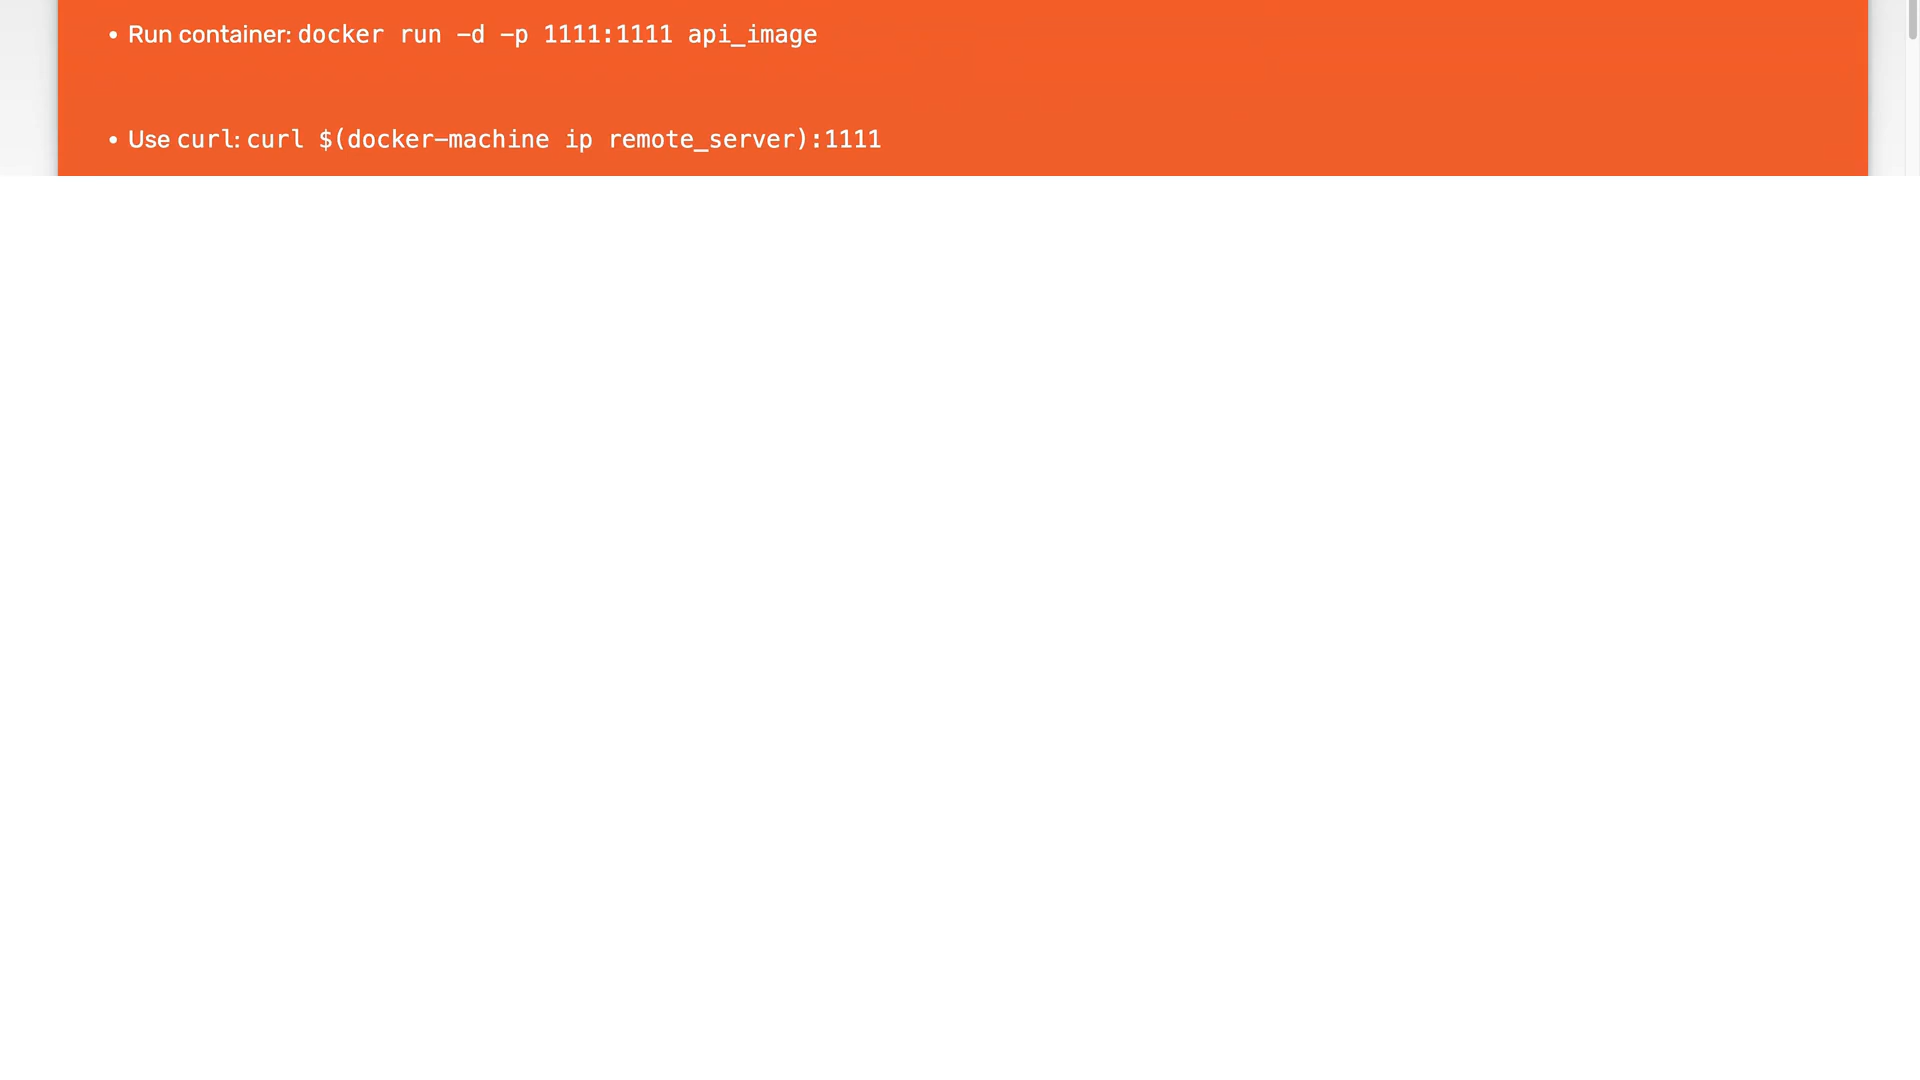 • Run container: docker run -d -p 1111:1111 api_image
• Use curl: curl $(docker-machine ip remote_server):1111